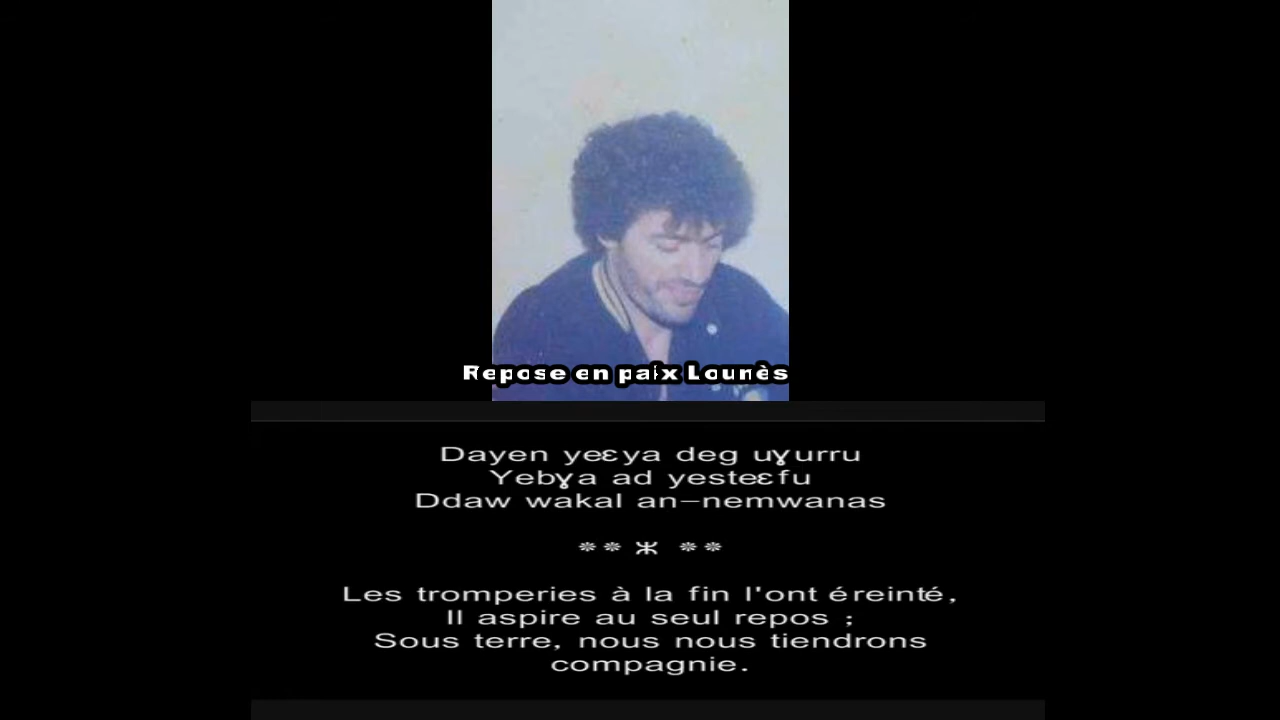 Repose en paix Lounès
Dayen yeɛya deg uɣurru
Yebɣa ad yesteɛfu
Ddaw wakal an-nemwanas
** ⵣ **
Les tromperies à la fin l'ont éreinté,
Il aspire au seul repos ;
Sous terre, nous nous tiendrons
compagnie.